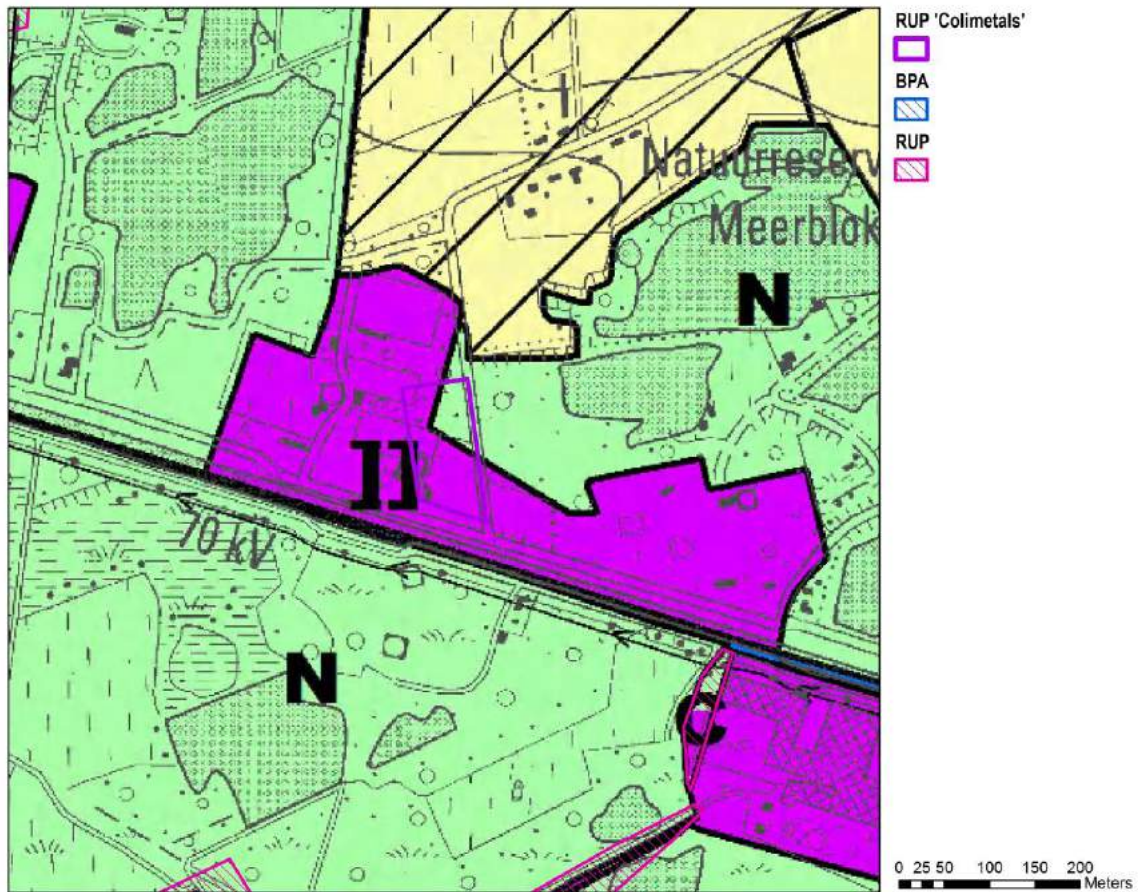 RUP 'Colimetals'
BPA
RUP
Natuurreserv
Meerblok
N
70 kV
N
0 25 50 100 150 200
Meters